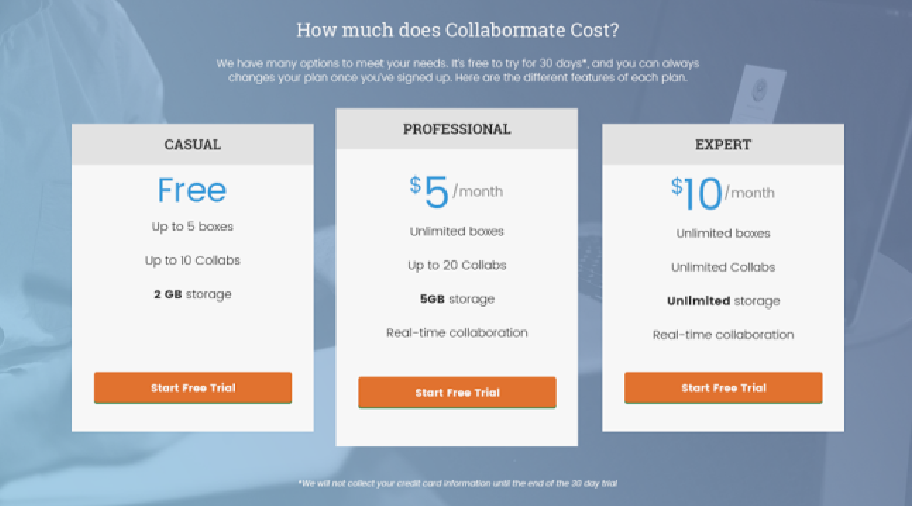 How much does Collabormate Cost?
We have many options to meet your needs. It's free to try for 30 days*, and you can always
changes your plan once you've signed up. Here are the different features of each plan.
CASUAL
Free
Up to 5 boxes
Up to 10 Collabs
2 GB storage
Start Free Trial
PROFESSIONAL
$5/month
Unlimited boxes
Up to 20 Collabs
5GB storage
Real-time collaboration
Start Free Trial
EXPERT
$10/month
Unlimited boxes
Unlimited Collabs
Unlimited storage
Real-time collaboration
Start Free Trial
*We will not collect your credit card information until the end of the 30 day trial